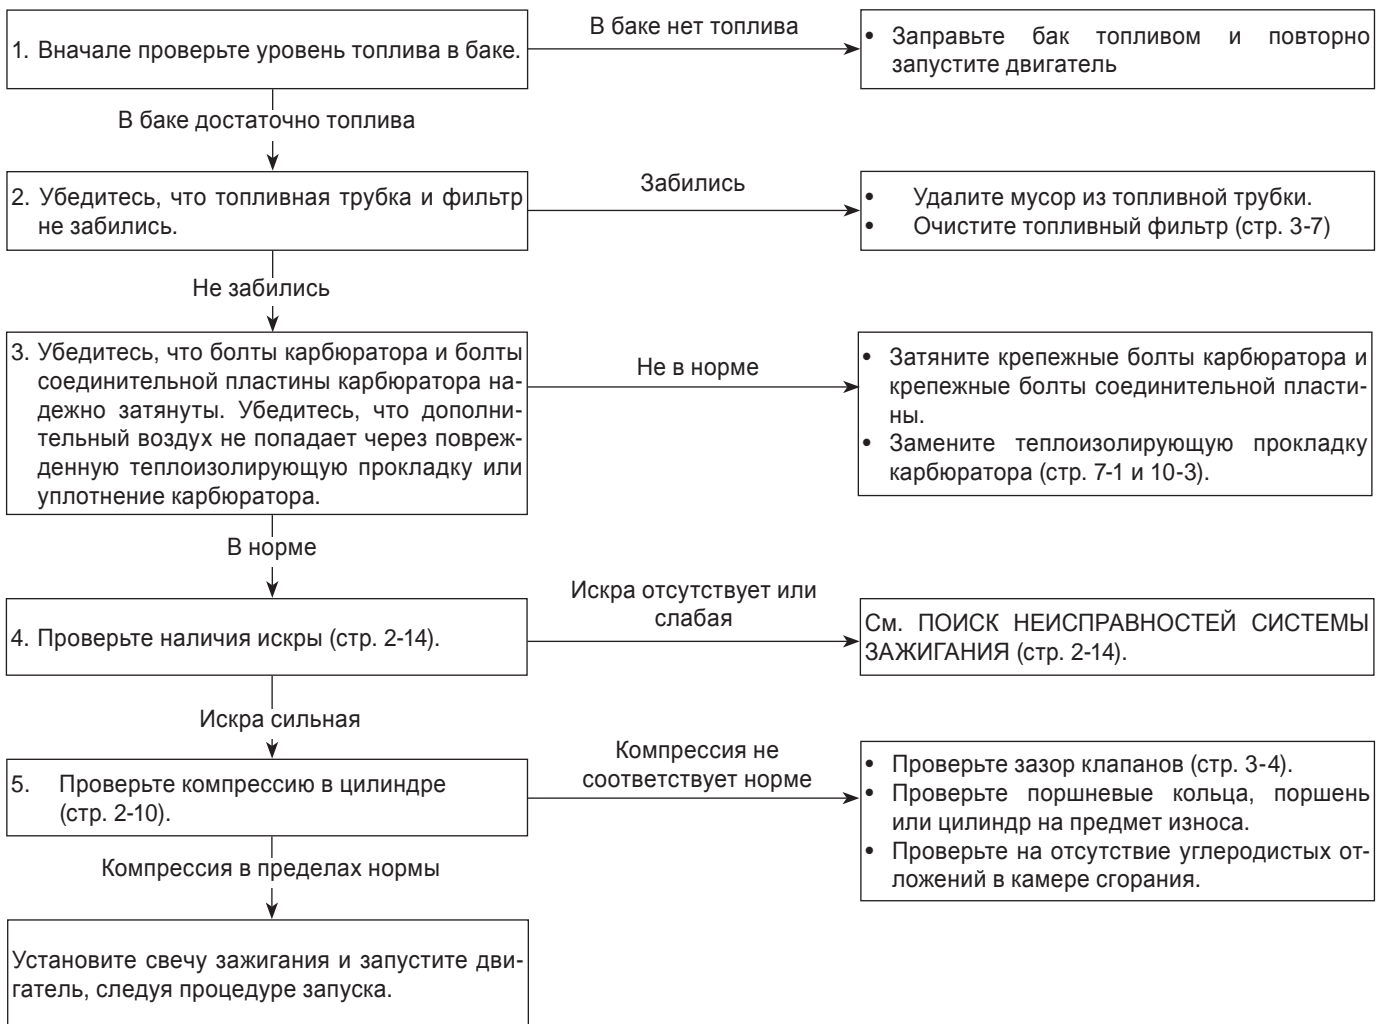 В баке нет топлива
1. Вначале проверьте уровень топлива в баке.
• Заправьте бак топливом и повторно
запустите двигатель
В баке достаточно топлива
2. Убедитесь, что топливная трубка и фильтр
не забились.
Забились
• Удалите мусор из топливной трубки.
• Очистите топливный фильтр (стр. 3-7)
Не забились
3. Убедитесь, что болты карбюратора и болты
соединительной пластины карбюратора на-
дежно затянуты. Убедитесь, что дополни-
тельный воздух не попадает через повреж-
денную теплоизолирующую прокладку или
уплотнение карбюратора.
Не в норме
• Затяните крепежные болты карбюратора и
крепежные болты соединительной пласти-
ны.
• Замените теплоизолирующую прокладку
карбюратора (стр. 7-1 и 10-3).
В норме
4. Проверьте наличия искры (стр. 2-14).
Искра отсутствует или
слабая
См. ПОИСК НЕИСПРАВНОСТЕЙ СИСТЕМЫ
ЗАЖИГАНИЯ (стр. 2-14).
Искра сильная
5. Проверьте компрессию в цилиндре
(стр. 2-10).
Компрессия не
соответствует норме
• Проверьте зазор клапанов (стр. 3-4).
• Проверьте поршневые кольца, поршень
или цилиндр на предмет износа.
• Проверьте на отсутствие углеродистых от-
ложений в камере сгорания.
Компрессия в пределах нормы
Установите свечу зажигания и запустите дви-
гатель, следуя процедуре запуска.